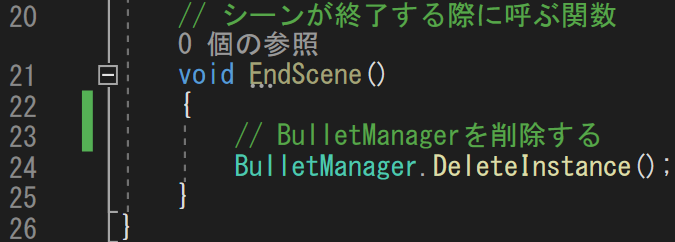 20 // シーンが終了する際に呼ぶ関数
0 個の参照
21 void EndScene()
22 {
23 // BulletManagerを削除する
24 BulletManager.DeleteInstance();
25 }
26 }